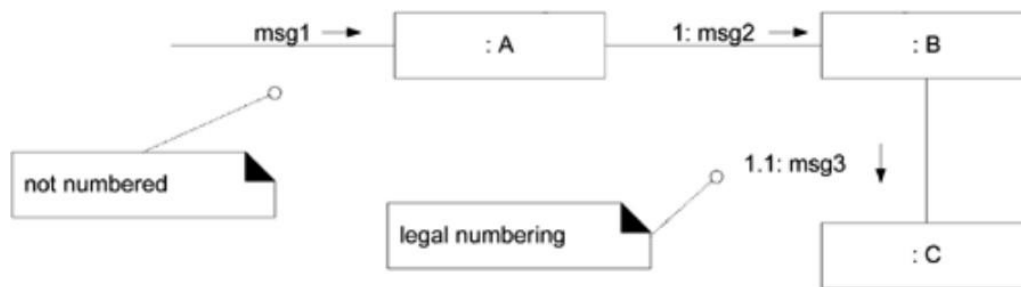 msg1
: A
1: msg2
: B
not numbered
1.1: msg3
legal numbering
: C